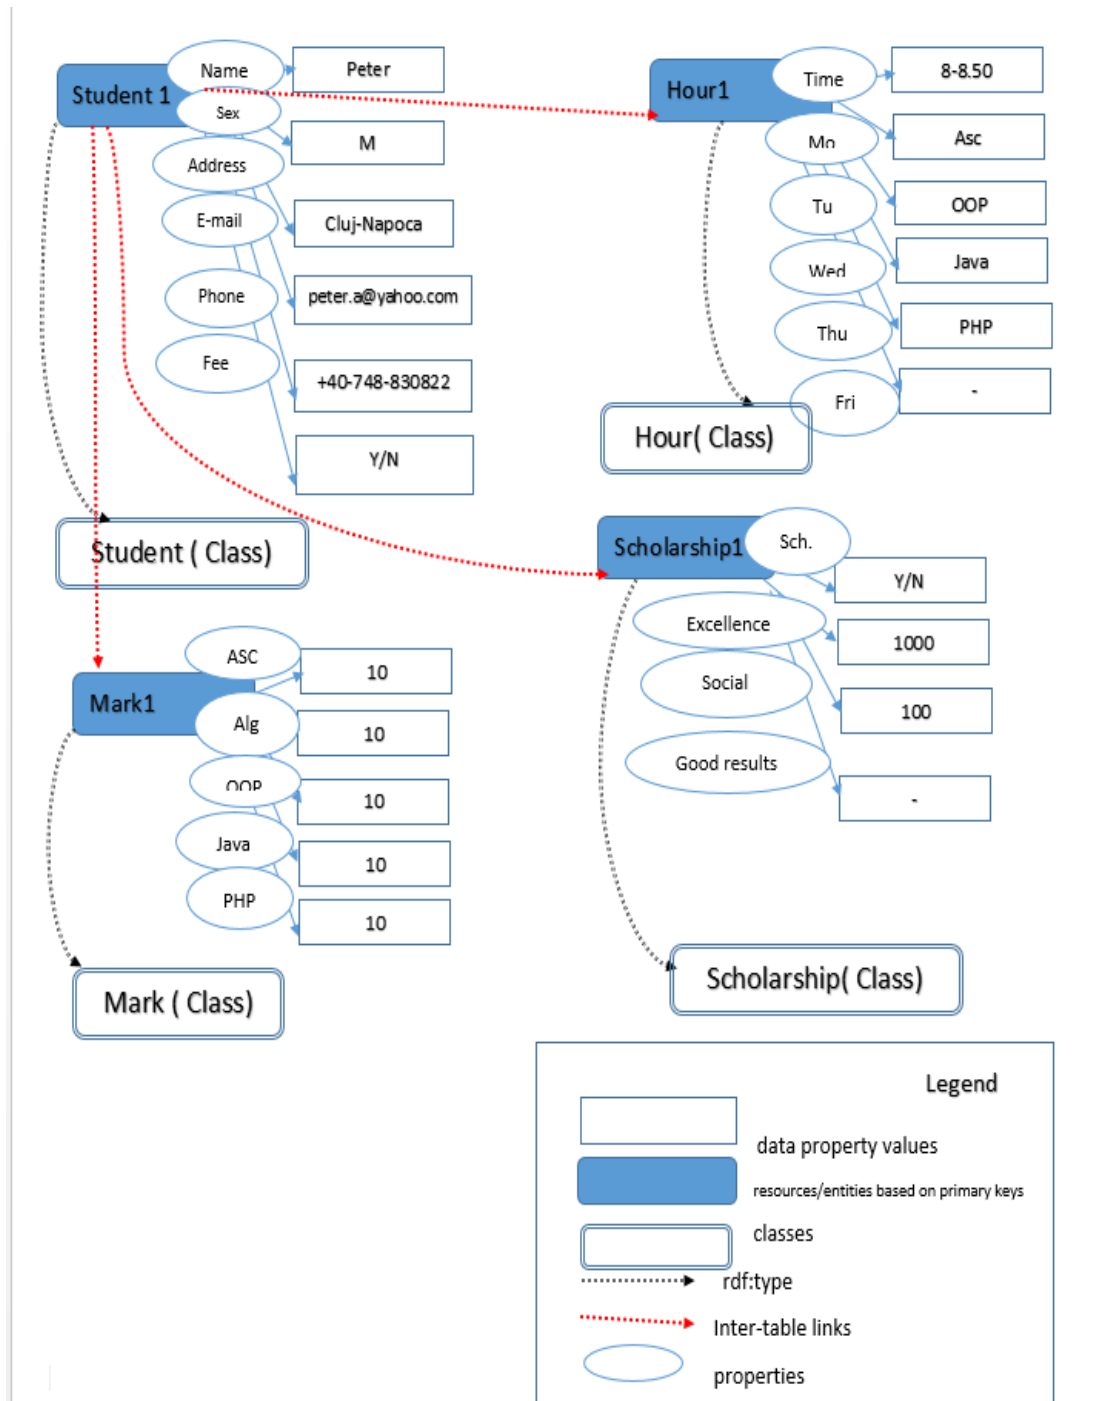 Student 1
Name
Peter
Sex
M
Address
Cluj-Napoca
E-mail
peter.a@yahoo.com
Phone
+40-748-830822
Fee
Y/N
Student ( Class)
Hour1
Time
8-8.50
Mo
Asc
Tu
OOP
Wed
Java
Thu
PHP
Fri
-
Hour( Class)
Mark1
ASC
10
Alg
10
OOP
10
Java
10
PHP
10
Mark ( Class)
Scholarship1
Sch.
Y/N
Excellence
1000
Social
100
Good results
-
Scholarship( Class)
Legend
data property values
resources/entities based on primary keys
classes
rdf:type
Inter-table links
properties